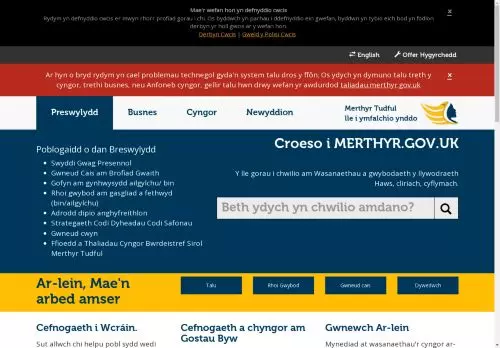 Mae'r wefan hon yn defnyddio cwcis
Rydym yn defnyddio cwcis er mwyn rhoi'r profiad gorau i chi. Os byddwch yn parhau i ddefnyddio ein gwefan, byddwn yn tybio eich bod yn fodlon
derbyn yr holl gwcis ar y wefan hon.
Derbyn Cwcis | Gweld y Polisi Cwcis
x
English
Offer Hygyrchedd
Ar hyn o bryd rydym yn cael problemau technegol gyda'n system talu dros y ffôn. Os ydych yn dymuno talu treth y
cyngor, trethi busnes, neu Anfoneb cyngor, gellir talu hwn drwy wefan yr awdurdod taliadau.merthyr.gov.uk.
x
Preswylydd
Busnes
Cyngor
Newyddion
Merthyr Tudful
lle i ymfalchïo ynddo
Poblogaidd o dan Breswylydd
Swyddi Gwag Presennol
Gwneud Cais am Brofiad Gwaith
Gofyn am gynhwysydd ailgylchu/ bin
Rhoi gwybod am gasgliad a fethwyd
(bin/ailgylchu)
Adrodd dipio anghyfreithlon
Strategaeth Codi Dyheadau Codi Safonau
Gwneud cwyn
Ffioedd a Thaliadau Cyngor Bwrdeistref Sirol
Merthyr Tudful
Croeso i MERTHYR.GOV.UK
Y lle gorau i chwilio am Wasanaethau a gwybodaeth y llywodraeth
Haws, cliriach, cyflymach.
Beth ydych yn chwilio amdano?
Ar-lein, Mae'n
arbed amser
Talu
Rhoi Gwybod
Gwneud cais
Dywedwch
Cefnogaeth i Wcráin.
Sut allwch chi helpu pobl sydd wedi
Cefnogaeth a chyngor am
Gostau Byw
Gwnewch Ar-lein
Mynediad at wasanaethau'r cyngor ar-